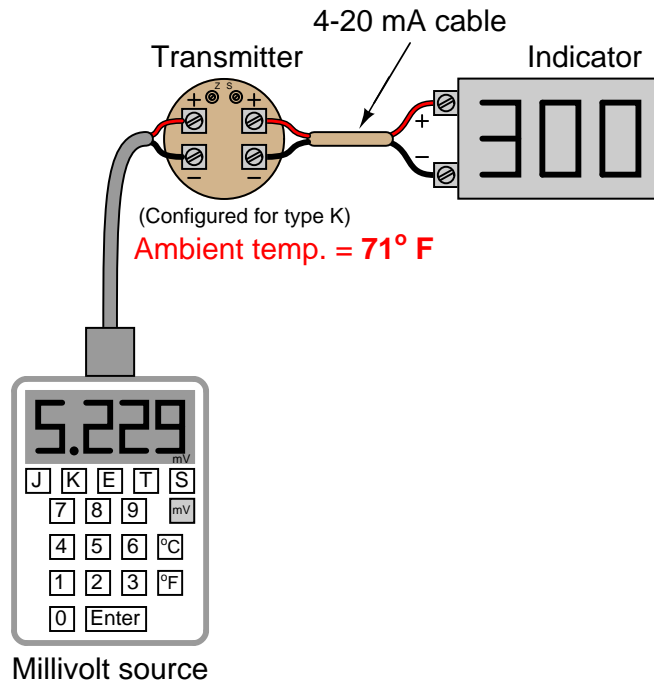 4-20 mA cable
Transmitter
Indicator
Z S
+ +
+
300
−
− −
(Configured for type K)
Ambient temp. = 71° F
5.229
mV
J K E T S
7 8 9 mV
4 5 6 °C
1 2 3 °F
0 Enter
Millivolt source